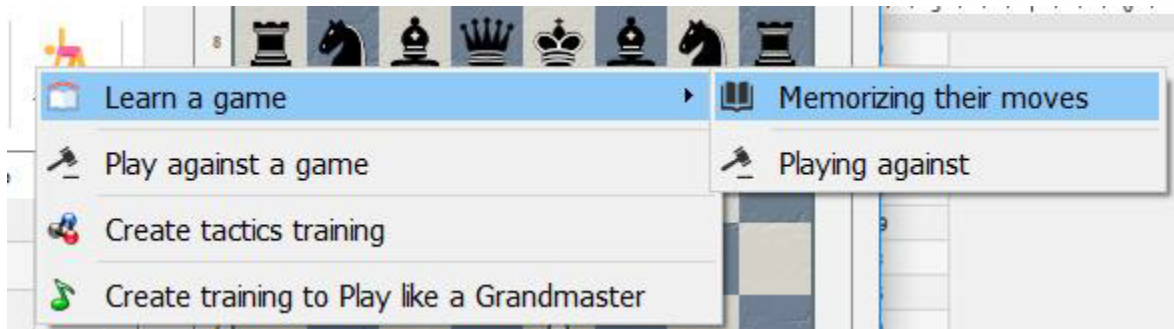 8
Learn a game
Memorizing their moves
Play against a game
Playing against
Create tactics training
Create training to Play like a Grandmaster